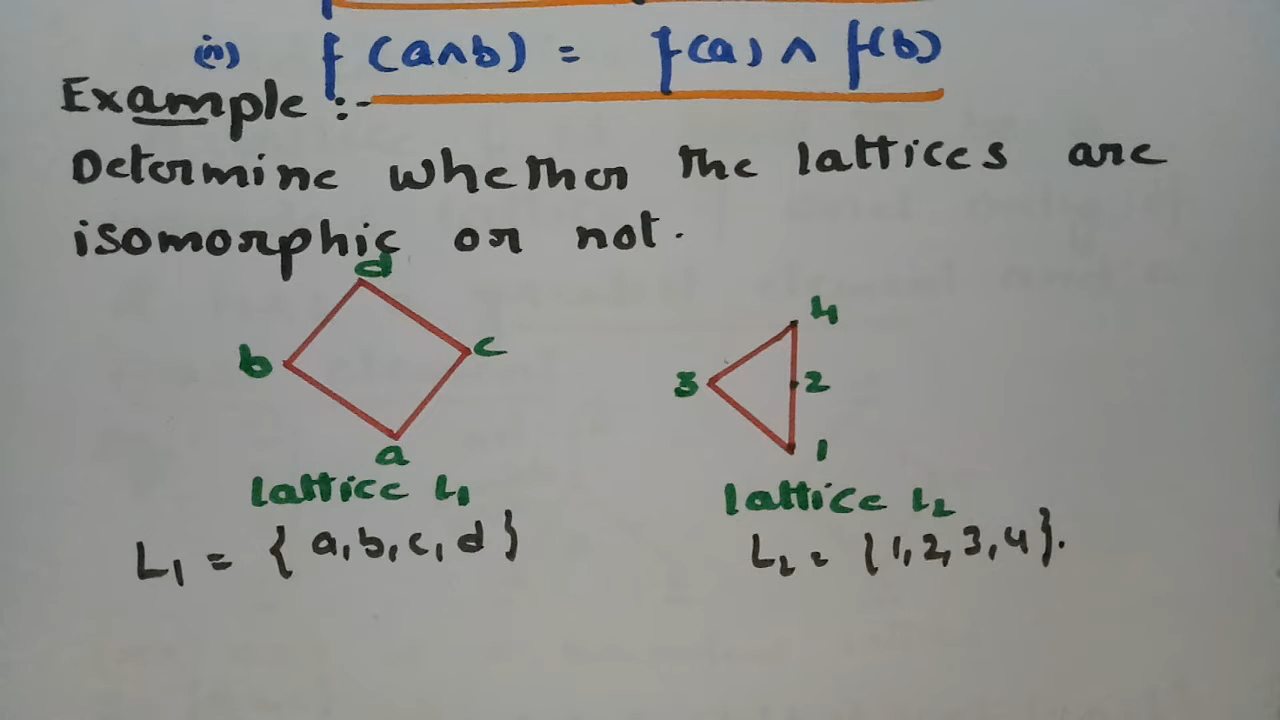 (ii) f(a∧b) = f(a) ∧ f(b)
Example :-
Determine whether the lattices are
isomorphic or not.
d
b
c
a
lattice L1
L1 = { a, b, c, d }
4
3
2
1
lattice L2
L2 = {1, 2, 3, 4}.